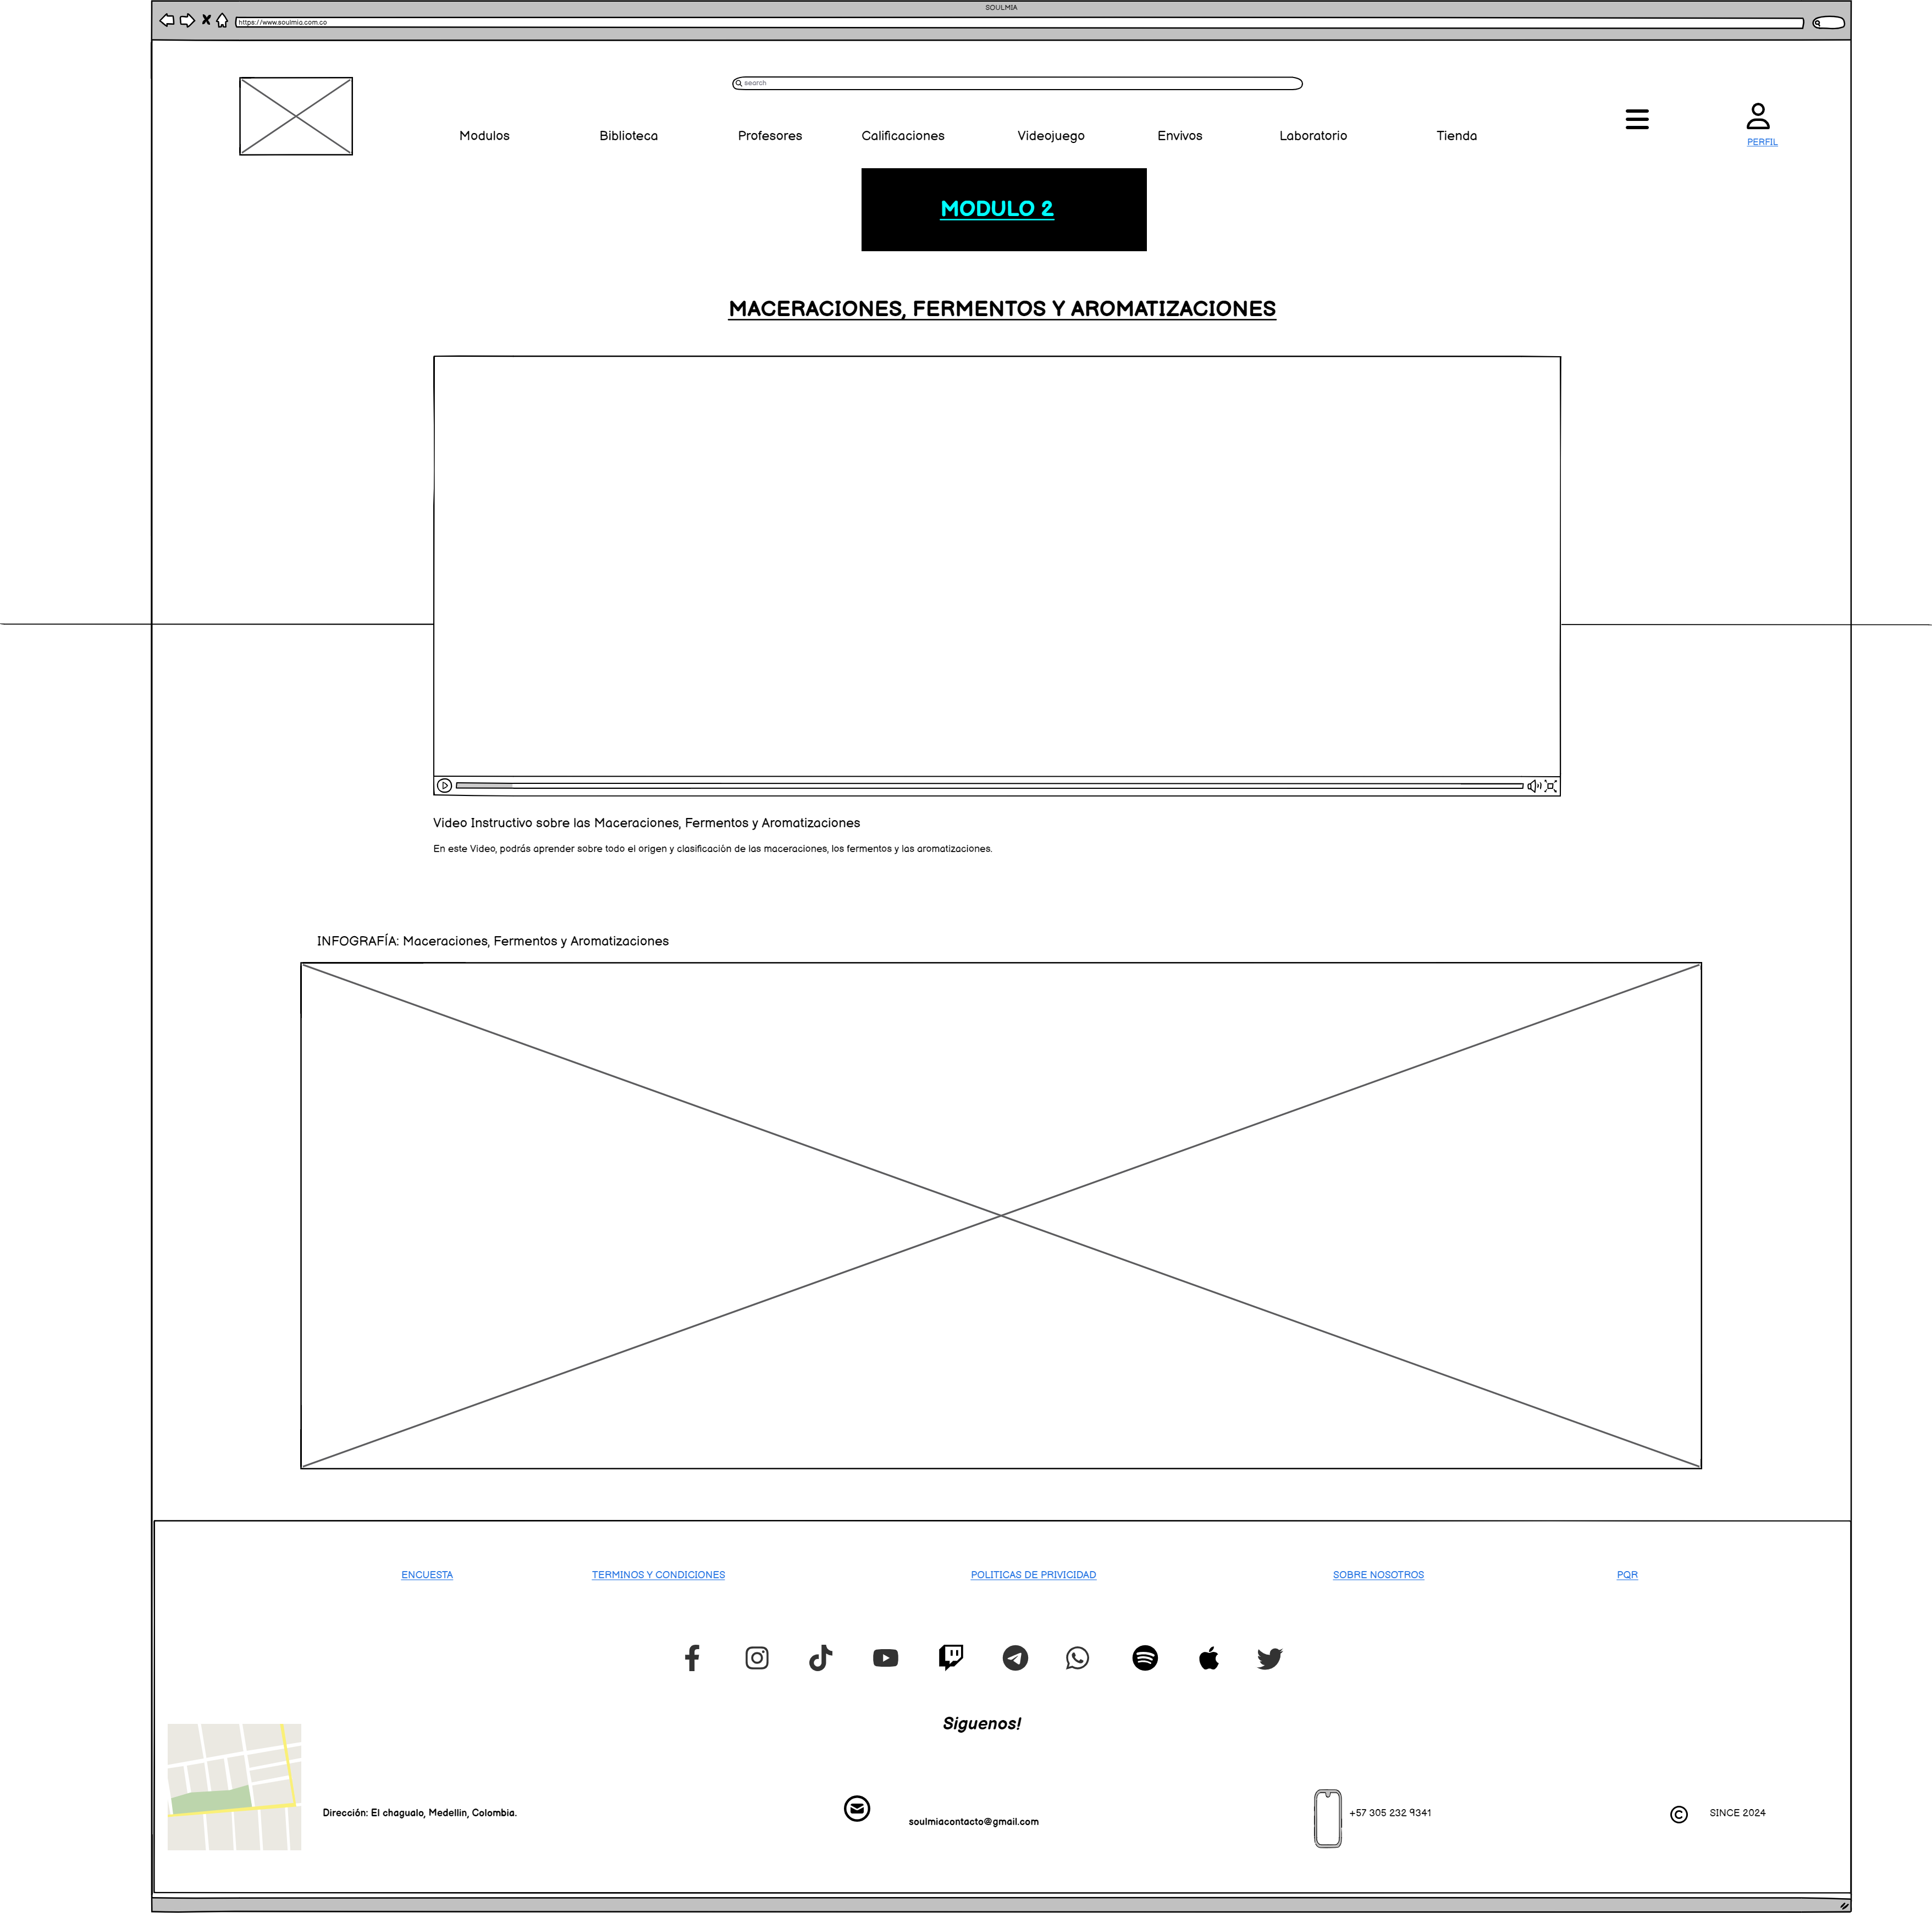 SOULMIA
https://www.soulmia.com.co
search
Modulos Biblioteca Profesores Calificaciones Videojuego Envivos Laboratorio Tienda
PERFIL
MODULO 2
MACERACIONES, FERMENTOS Y AROMATIZACIONES
Video Instructivo sobre las Maceraciones, Fermentos y Aromatizaciones
En este Video, podrás aprender sobre todo el origen y clasificación de las maceraciones, los fermentos y las aromatizaciones.
INFOGRAFÍA: Maceraciones, Fermentos y Aromatizaciones
ENCUESTA TERMINOS Y CONDICIONES POLITICAS DE PRIVICIDAD SOBRE NOSOTROS PQR
Siguenos!
Dirección: El chagualo, Medellin, Colombia.
soulmiacontacto@gmail.com
+57 305 232 9341
SINCE 2024